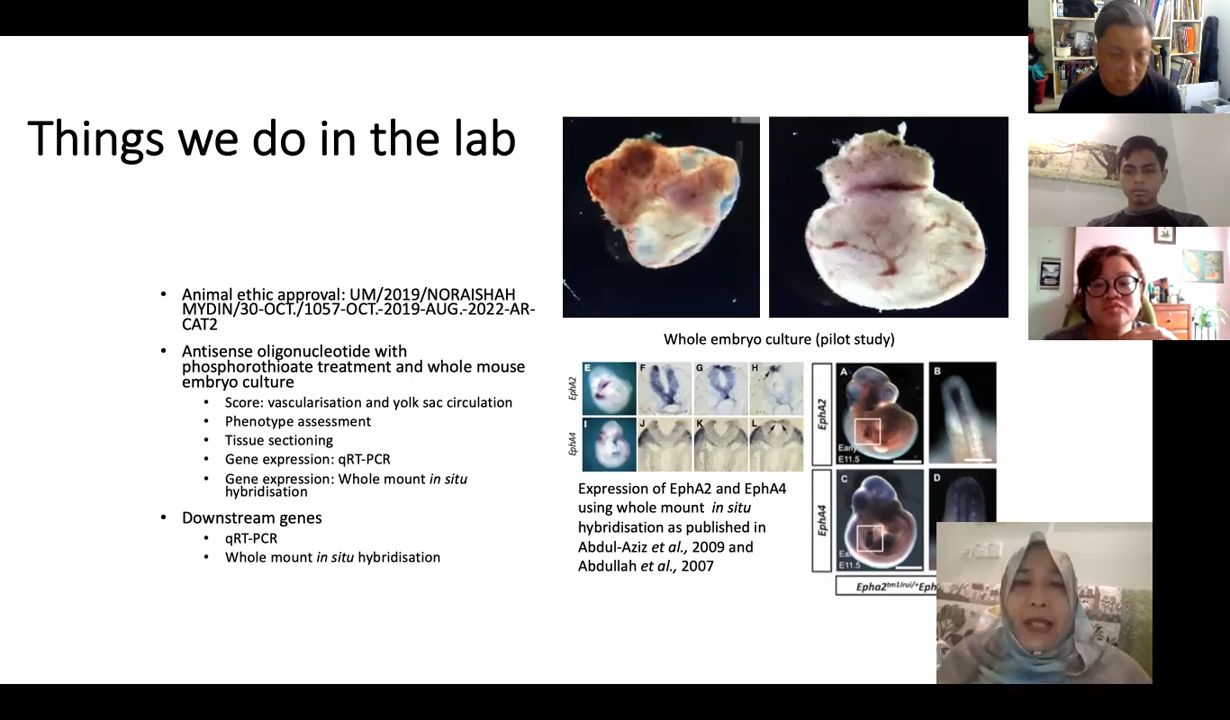 Things we do in the lab
• Animal ethic approval: UM/2019/NORAISHAH
MYDIN/30-OCT./1057-OCT.-2019-AUG.-2022-AR-
CAT2
• Antisense oligonucleotide with
phosphorothioate treatment and whole mouse
embryo culture
• Score: vascularisation and yolk sac circulation
• Phenotype assessment
• Tissue sectioning
• Gene expression: qRT-PCR
• Gene expression: Whole mount in situ
hybridisation
• Downstream genes
• qRT-PCR
• Whole mount in situ hybridisation
Whole embryo culture (pilot study)
EphA2
E F G H
EphA4
I J K L
Expression of EphA2 and EphA4
using whole mount in situ
hybridisation as published in
Abdul-Aziz et al., 2009 and
Abdullah et al., 2007
EphA2
A B
E11.5
EphA4
C D
E11.5